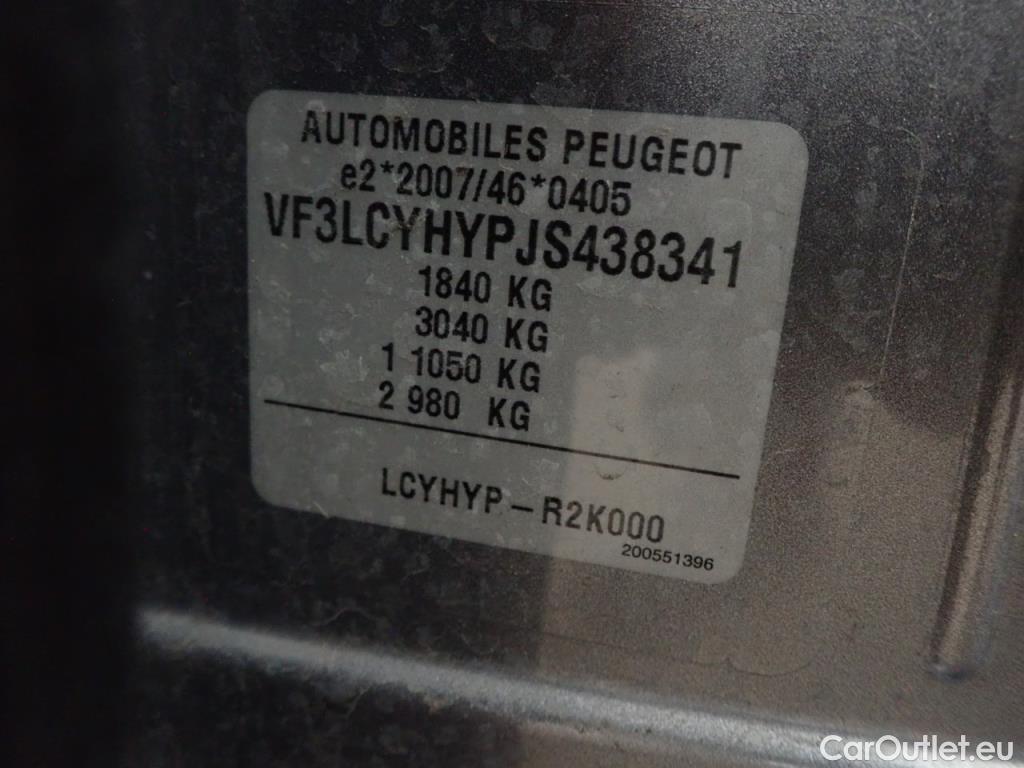 AUTOMOBILES PEUGEOT
e2*2007/46*0405
VF3LCYHYPJS438341
1840 KG
3040 KG
1 1050 KG
2 980 KG
LCYHYP – R2K000
200551396
CarOutlet.eu